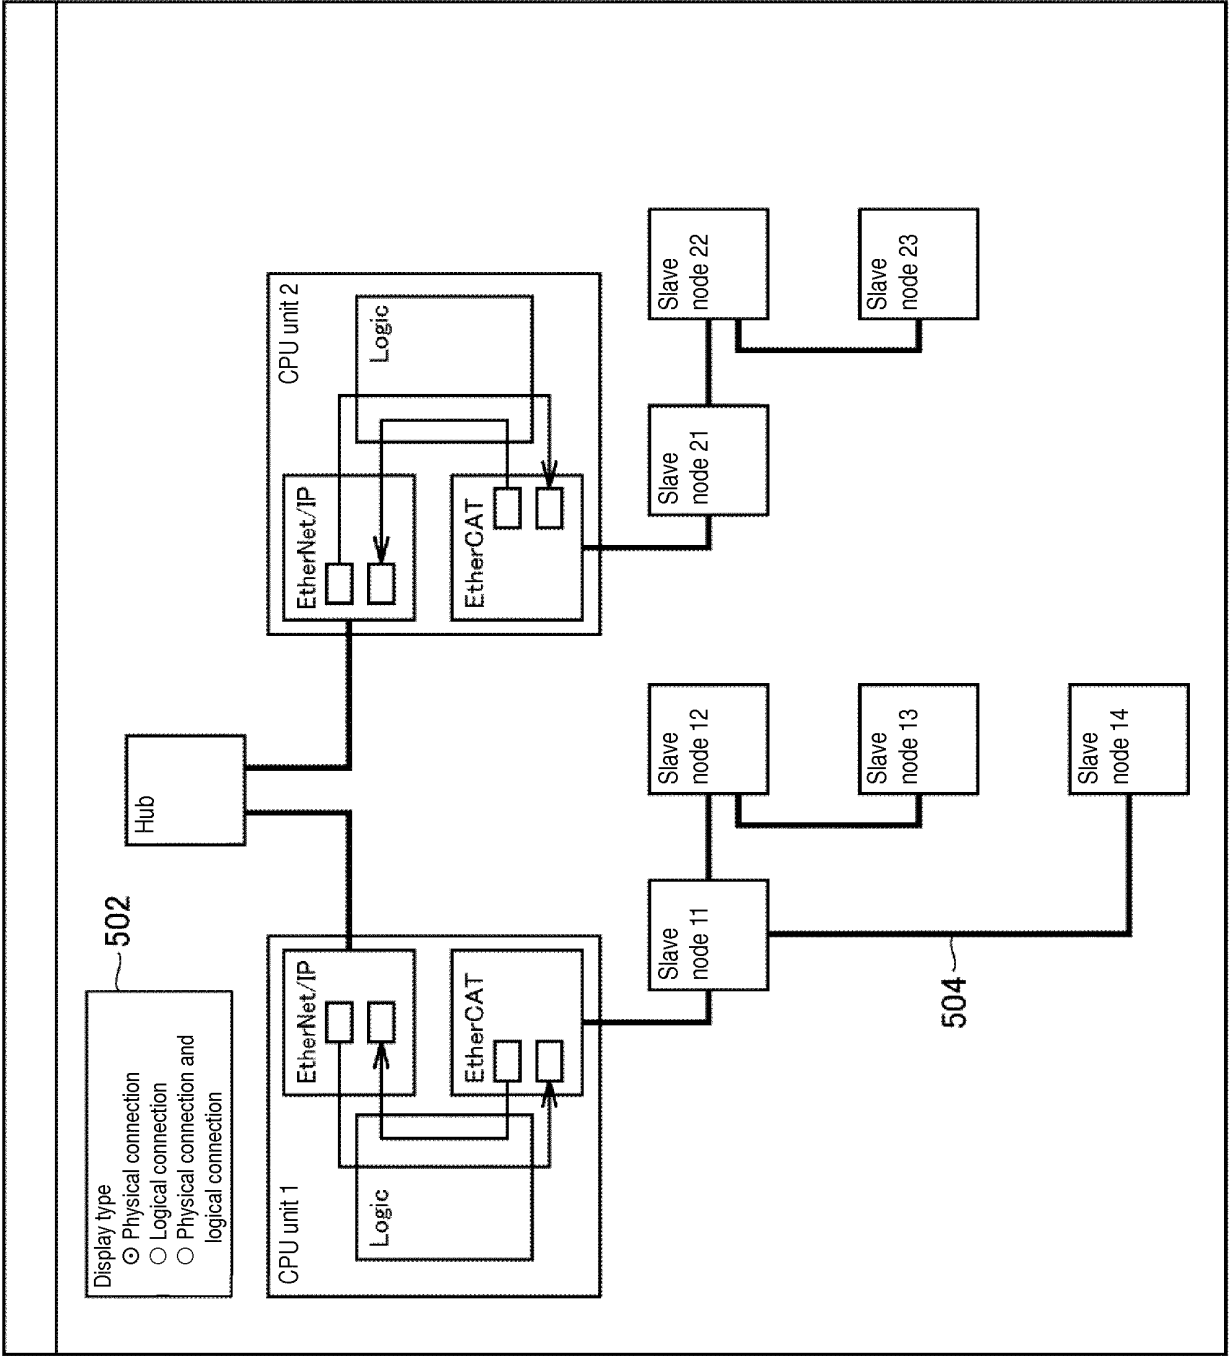 Display type
Physical connection
Logical connection
Physical connection and
logical connection
502
Hub
CPU unit 1
Logic
EtherNet/IP
EtherCAT
CPU unit 2
EtherNet/IP
Logic
EtherCAT
Slave
node 11
Slave
node 12
Slave
node 21
Slave
node 22
Slave
node 13
Slave
node 23
504
Slave
node 14